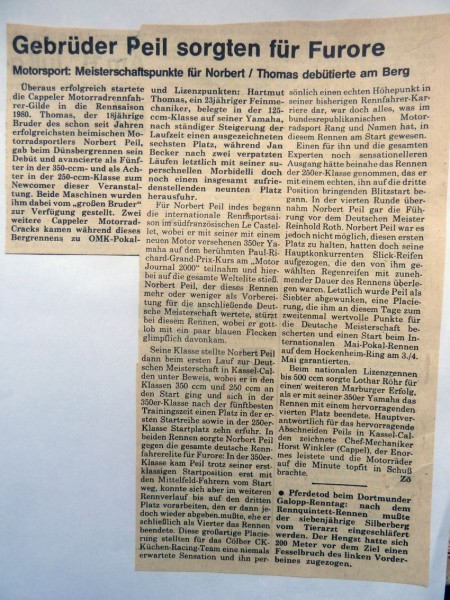 Gebrüder Peil sorgten für Furore
Motorsport: Meisterschaftspunkte für Norbert / Thomas debütierte am Berg
Überaus erfolgreich startete
die Cappeler Motorradrennfah-
rer-Gilde in die Rennsaison
1980. Thomas, der 18jährige
Bruder des schon seit Jahren
erfolgreichsten heimischen Mo-
torradsportlers Norbert Peil,
gab beim Dünsbergrennen sein
Debüt und avancierte als Fünf-
ter in der 350-ccm- und als Ach-
ter in der 250-ccm-Klasse zum
Newcomer dieser Veranstal-
tung. Beide Maschinen wurden
ihm dabei vom „großen Bruder"
zur Verfügung gestellt. Zwei
weitere Cappeler Motorrad-
Cracks kamen während dieses
Bergrennens zu OMK-Pokal-
und Lizenzpunkten: Hartmut
Thomas, ein 23jähriger Feinme-
chaniker, belegte in der 125-
ccm-Klasse auf seiner Yamaha,
nach ständiger Steigerung der
Laufzeit einen ausgezeichneten
sechsten Platz, während Jan
Becker nach zwei verpatzten
Läufen letztlich mit seiner su-
perschnellen Morbidelli doch
noch einen insgesamt zufrie-
denstellenden neunten Platz
herausfuhr.
Für Norbert Peil indes begann
die internationale Rennsportsai-
son im südfranzösischen Le Castel-
let, wobei er mit seiner mit einem
neuen Motor versehenen 350er Ya-
maha auf dem berühmten Paul-Ri-
chard-Grand-Prix-Kurs am „Motor
Journal 2000" teilnahm und hier-
bei auf die gesamte Weltelite stieß.
Norbert Peil, der dieses Rennen
mehr oder weniger als Vorberei-
tung für die anschließende Deut-
sche Meisterschaft wertete, stürzt
bei diesem Rennen, wobei er gott-
lob mit ein paar blauen Flecken
glimpflich davonkam.
Seine Klasse stellte Norbert Peil
dann beim ersten Lauf zur Deut-
schen Meisterschaft in Kassel-Cal-
den unter Beweis, wobei er in den
Klassen 350 ccm und 250 ccm an
den Start ging und auch in der
350er-Klasse nach der fünftbesten
Trainingszeit einen Platz in der er-
sten Startreihe sowie in der 250er-
Klasse Startplatz zehn erfuhr. In
beiden Rennen sorgte Norbert Peil
gegen die gesamte deutsche Renn-
fahrerelite für Furore: In der 350er-
Klasse kam Peil trotz seiner erst-
klassigen Startposition erst mit
den Mittelfeld-Fahrern vom Start
weg, konnte sich aber im weiteren
Rennverlauf bis auf den dritten
Platz vorarbeiten, den er dann je-
doch wieder abgeben mußte, ehe er
schließlich als Vierter das Rennen
beendete. Diese großartige Placie-
rung stellten für das Cölber CK-
Küchen-Racing-Team eine niemals
erwartete Sensation und ihn per-
sönlich einen echten Höhepunkt in
seiner bisherigen Rennfahrer-Kar-
riere dar, war doch alles, was im
bundesrepublikanischen Motor-
radsport Rang und Namen hat, in
diesem Rennen am Start gewesen.
Einen für ihn und die gesamten
Experten noch sensationelleren
Ausgang hätte beinahe das Rennen
der 250er-Klasse genommen, das er
mit einem echten, ihn auf die dritte
Position bringenden Blitzstart be-
gann. In der vierten Runde über-
nahm Norbert Peil gar die Füh-
rung vor dem Deutschen Meister
Reinhold Roth. Norbert Peil war es
jedoch nicht möglich, diesen ersten
Platz zu halten, hatten doch seine
Hauptkonkurrenten Slick-Reifen
aufgezogen, die den von ihm ge-
wählten Regenreifen mit zuneh-
mender Dauer des Rennens überle-
gen waren. Letztlich wurde Peil als
Siebter abgewunken, eine Placie-
rung, die ihm an diesem Tage zum
zweitenmal wertvolle Punkte für
die Deutsche Meisterschaft be-
scherten und einen Start beim In-
ternationalen Mai-Pokal-Rennen
auf dem Hockenheim-Ring am 3./4.
Mai garantierten.
Beim nationalen Lizenzrennen
bis 500 ccm sorgte Lothar Röhr für
einen weiteren Marburger Erfolg,
als er mit seiner 350er Yamaha das
Rennen mit einem hervorragenden
vierten Platz beendete. Hauptver-
antwortlich für das hervorragende
Abschneiden Peils in Kassel-Cal-
den zeichnete Chef-Mechaniker
Horst Winkler (Cappel), der Enor-
mes leistete und die Motorräder
auf die Minute topfit in Schuß
brachte. Zö
● Pferdetod beim Dortmunder
Galopp-Renntag: nach dem
Rennquintett-Rennen mußte
der siebenjährige Silberberg
vom Tierarzt eingeschläfert
werden. Der Hengst hatte sich
200 Meter vor dem Ziel einen
Fesselbruch des linken Vorder-
beines zugezogen.